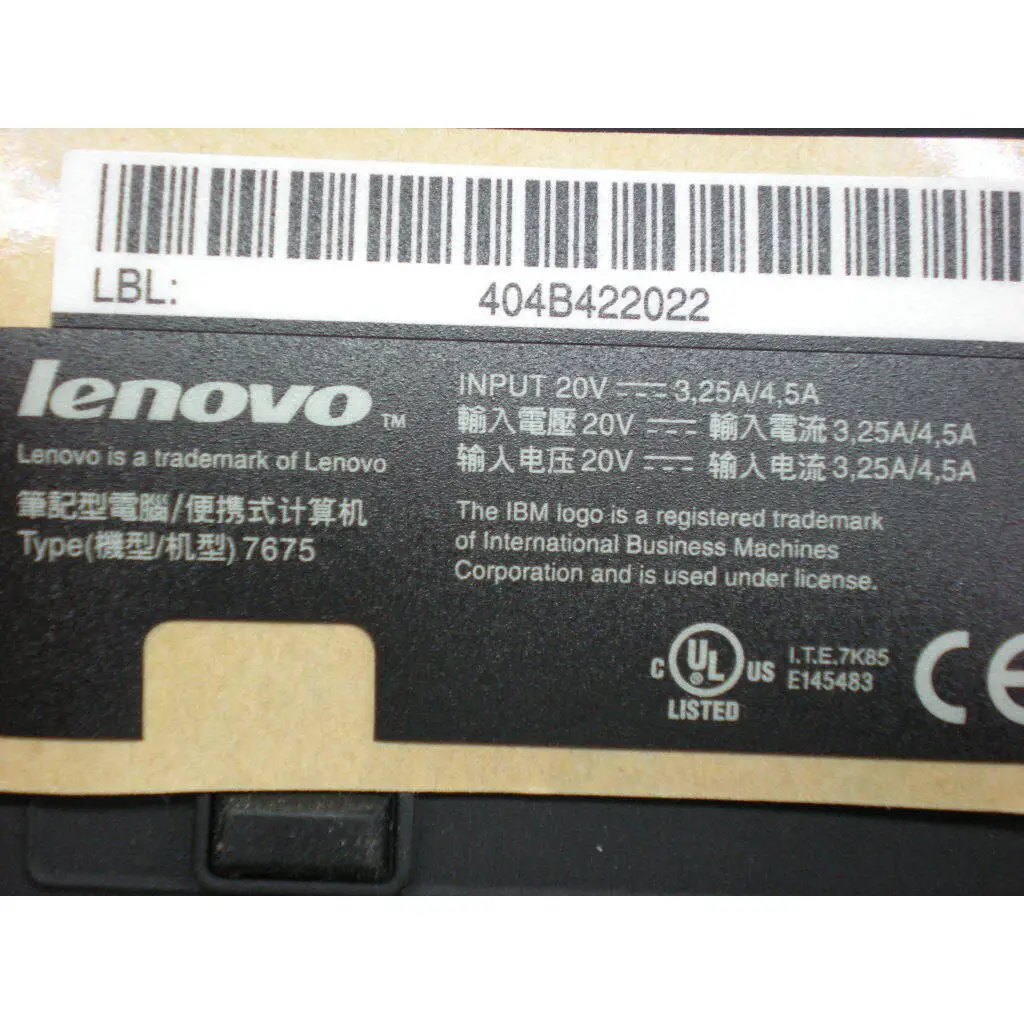 LBL: 404B422022
lenovo™
Lenovo is a trademark of Lenovo
筆記型電腦/便携式计算机
Type(機型/机型) 7675
INPUT 20V ⎓ 3,25A/4,5A
輸入電壓 20V ⎓ 輸入電流 3,25A/4,5A
输入电压 20V ⎓ 输入电流 3,25A/4,5A
The IBM logo is a registered trademark
of International Business Machines
Corporation and is used under license.
C UL® US
LISTED
I.T.E.7K85
E145483
CE